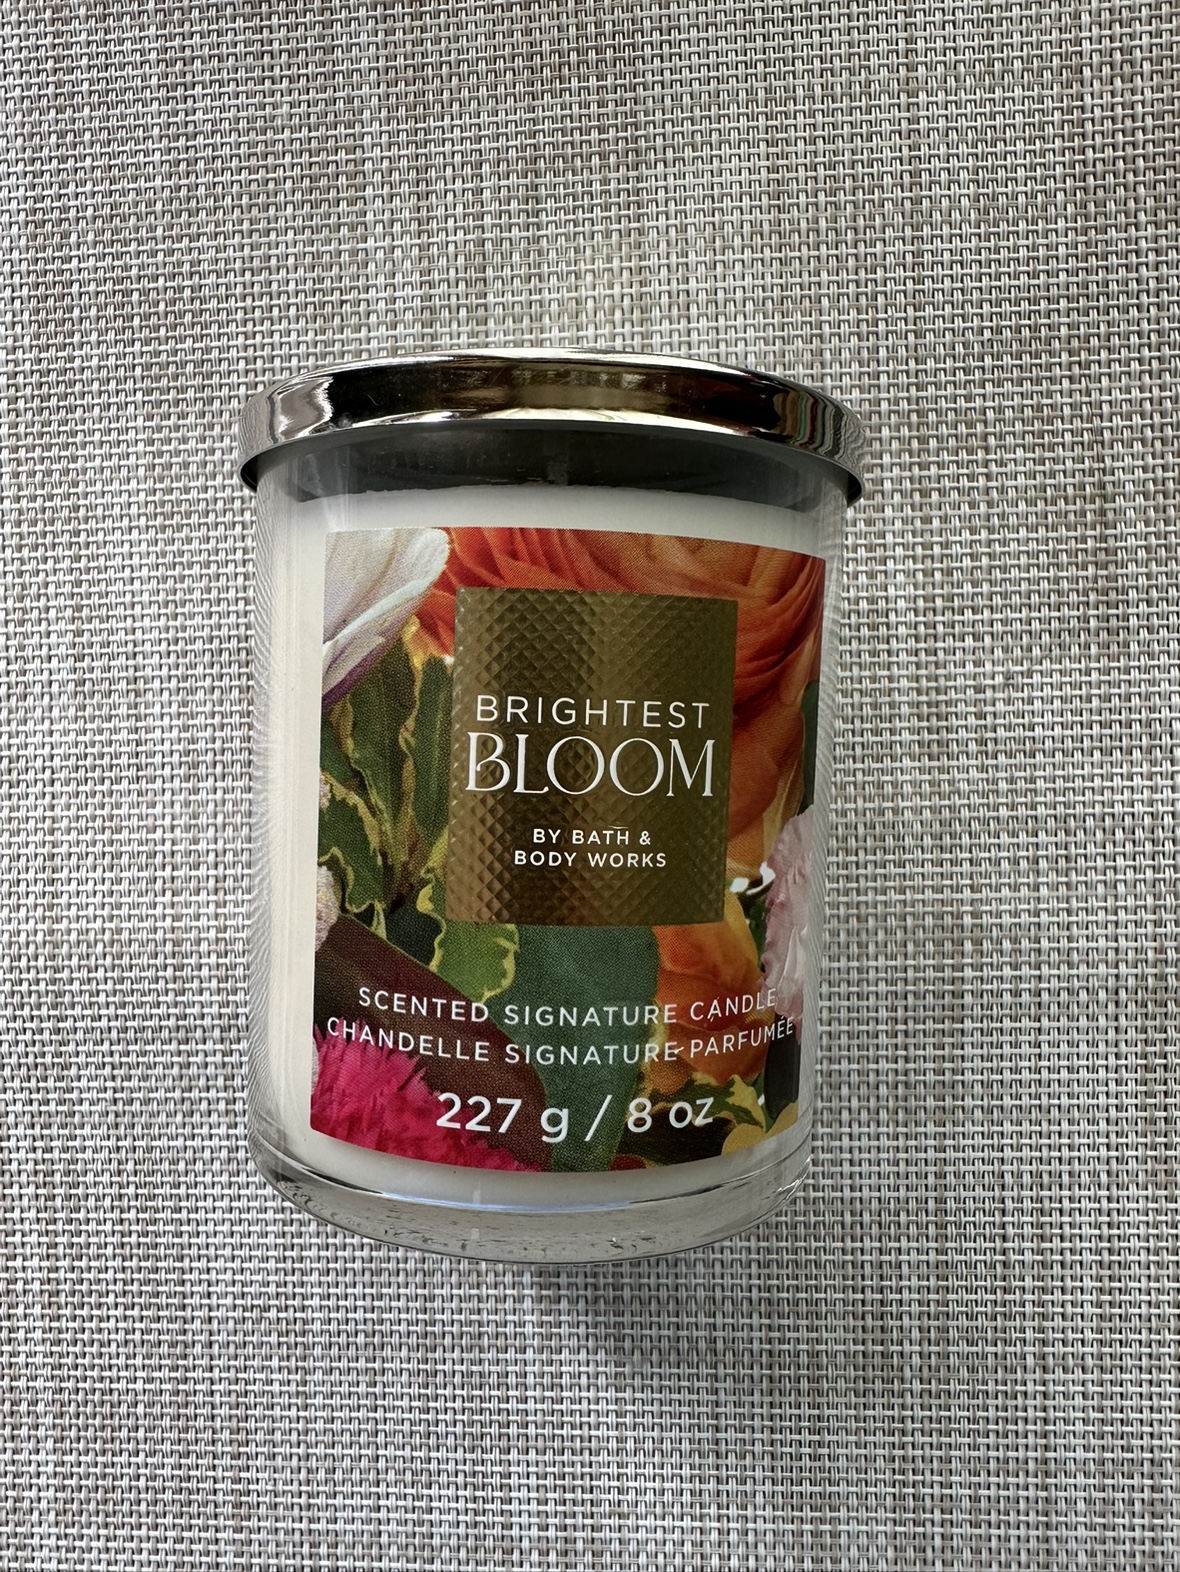 BRIGHTEST
BLOOM
BY BATH &
BODY WORKS
SCENTED SIGNATURE CANDLE
CHANDELLE SIGNATURE PARFUMÉE
227 g / 8 oz